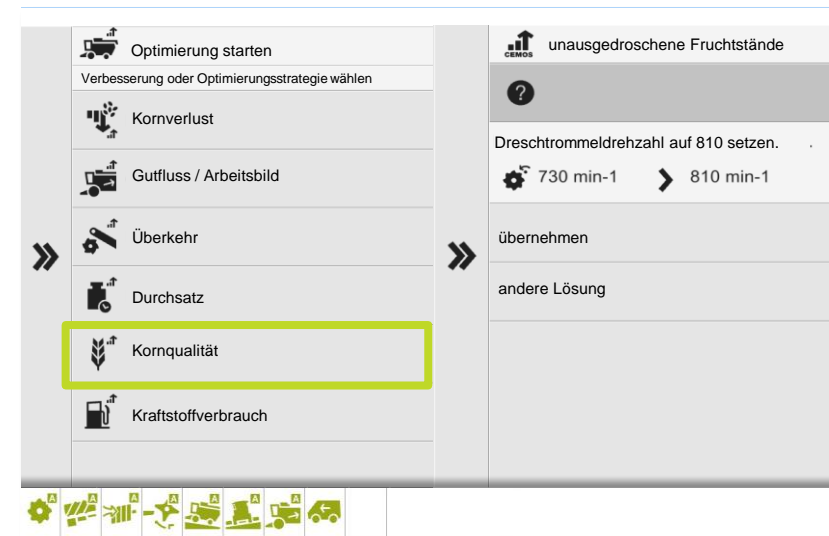 Optimierung starten
Verbesserung oder Optimierungsstrategie wählen
Kornverlust
Gutfluss / Arbeitsbild
Überkehr
Durchsatz
Kornqualität
Kraftstoffverbrauch
CEMOS
unausgedroschene Fruchtstände
?
Dreschtrommeldrehzahl auf 810 setzen.
730 min-1 810 min-1
übernehmen
andere Lösung
A A A A A A A